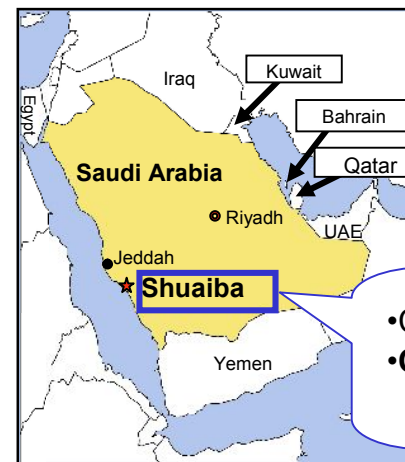 Iraq
Kuwait
Egypt
Bahrain
Saudi Arabia
Qatar
Riyadh
UAE
Jeddah
Shuaiba
Yemen